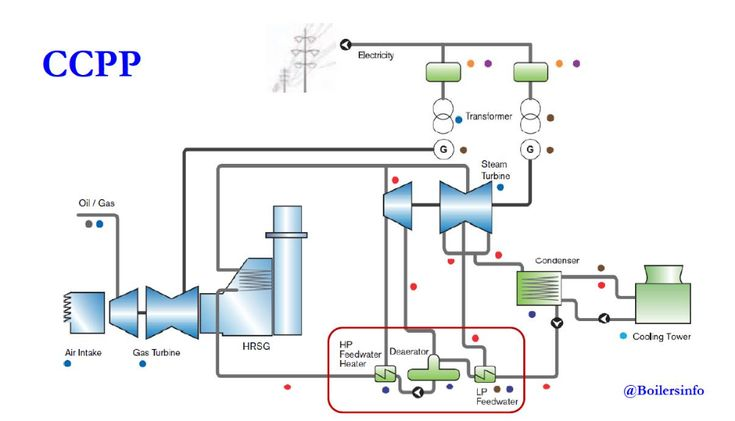 CCPP
Electricity
Transformer
G
G
Steam
Turbine
Oil / Gas
Condenser
HRSG
Air Intake
Gas Turbine
HP
Feedwater
Heater
Deaerator
LP
Feedwater
Cooling Tower
@Boilersinfo